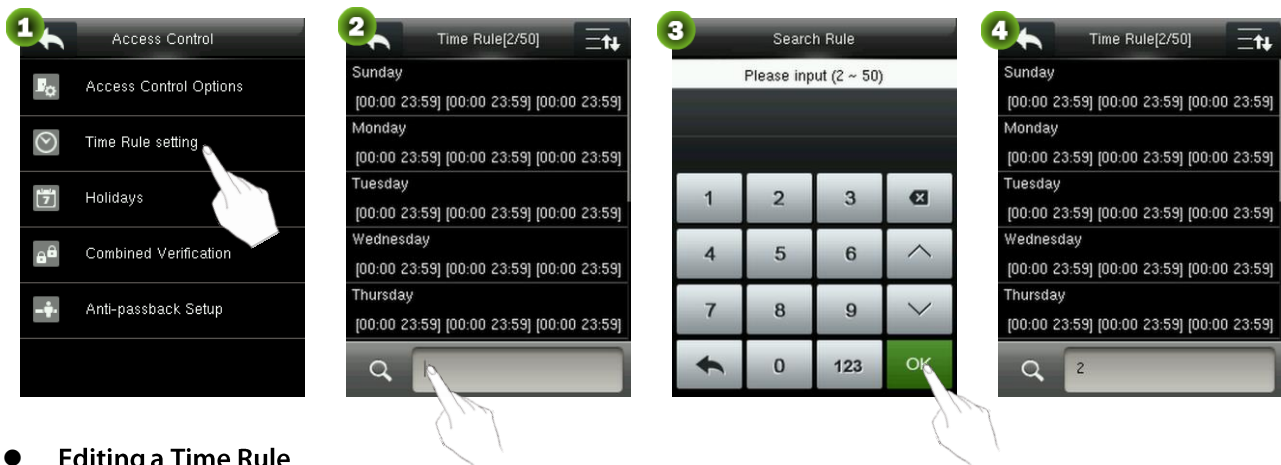 1
Access Control
Access Control Options
Time Rule setting
7
Holidays
Combined Verification
Anti-passback Setup
2
Time Rule[2/50]
Sunday
[00:00 23:59] [00:00 23:59] [00:00 23:59]
Monday
[00:00 23:59] [00:00 23:59] [00:00 23:59]
Tuesday
[00:00 23:59] [00:00 23:59] [00:00 23:59]
Wednesday
[00:00 23:59] [00:00 23:59] [00:00 23:59]
Thursday
[00:00 23:59] [00:00 23:59] [00:00 23:59]
3
Search Rule
Please input (2 ~ 50)
1 2 3
4 5 6
7 8 9
0 123 OK
4
Time Rule[2/50]
Sunday
[00:00 23:59] [00:00 23:59] [00:00 23:59]
Monday
[00:00 23:59] [00:00 23:59] [00:00 23:59]
Tuesday
[00:00 23:59] [00:00 23:59] [00:00 23:59]
Wednesday
[00:00 23:59] [00:00 23:59] [00:00 23:59]
Thursday
[00:00 23:59] [00:00 23:59] [00:00 23:59]
2
● Editing a Time Rule